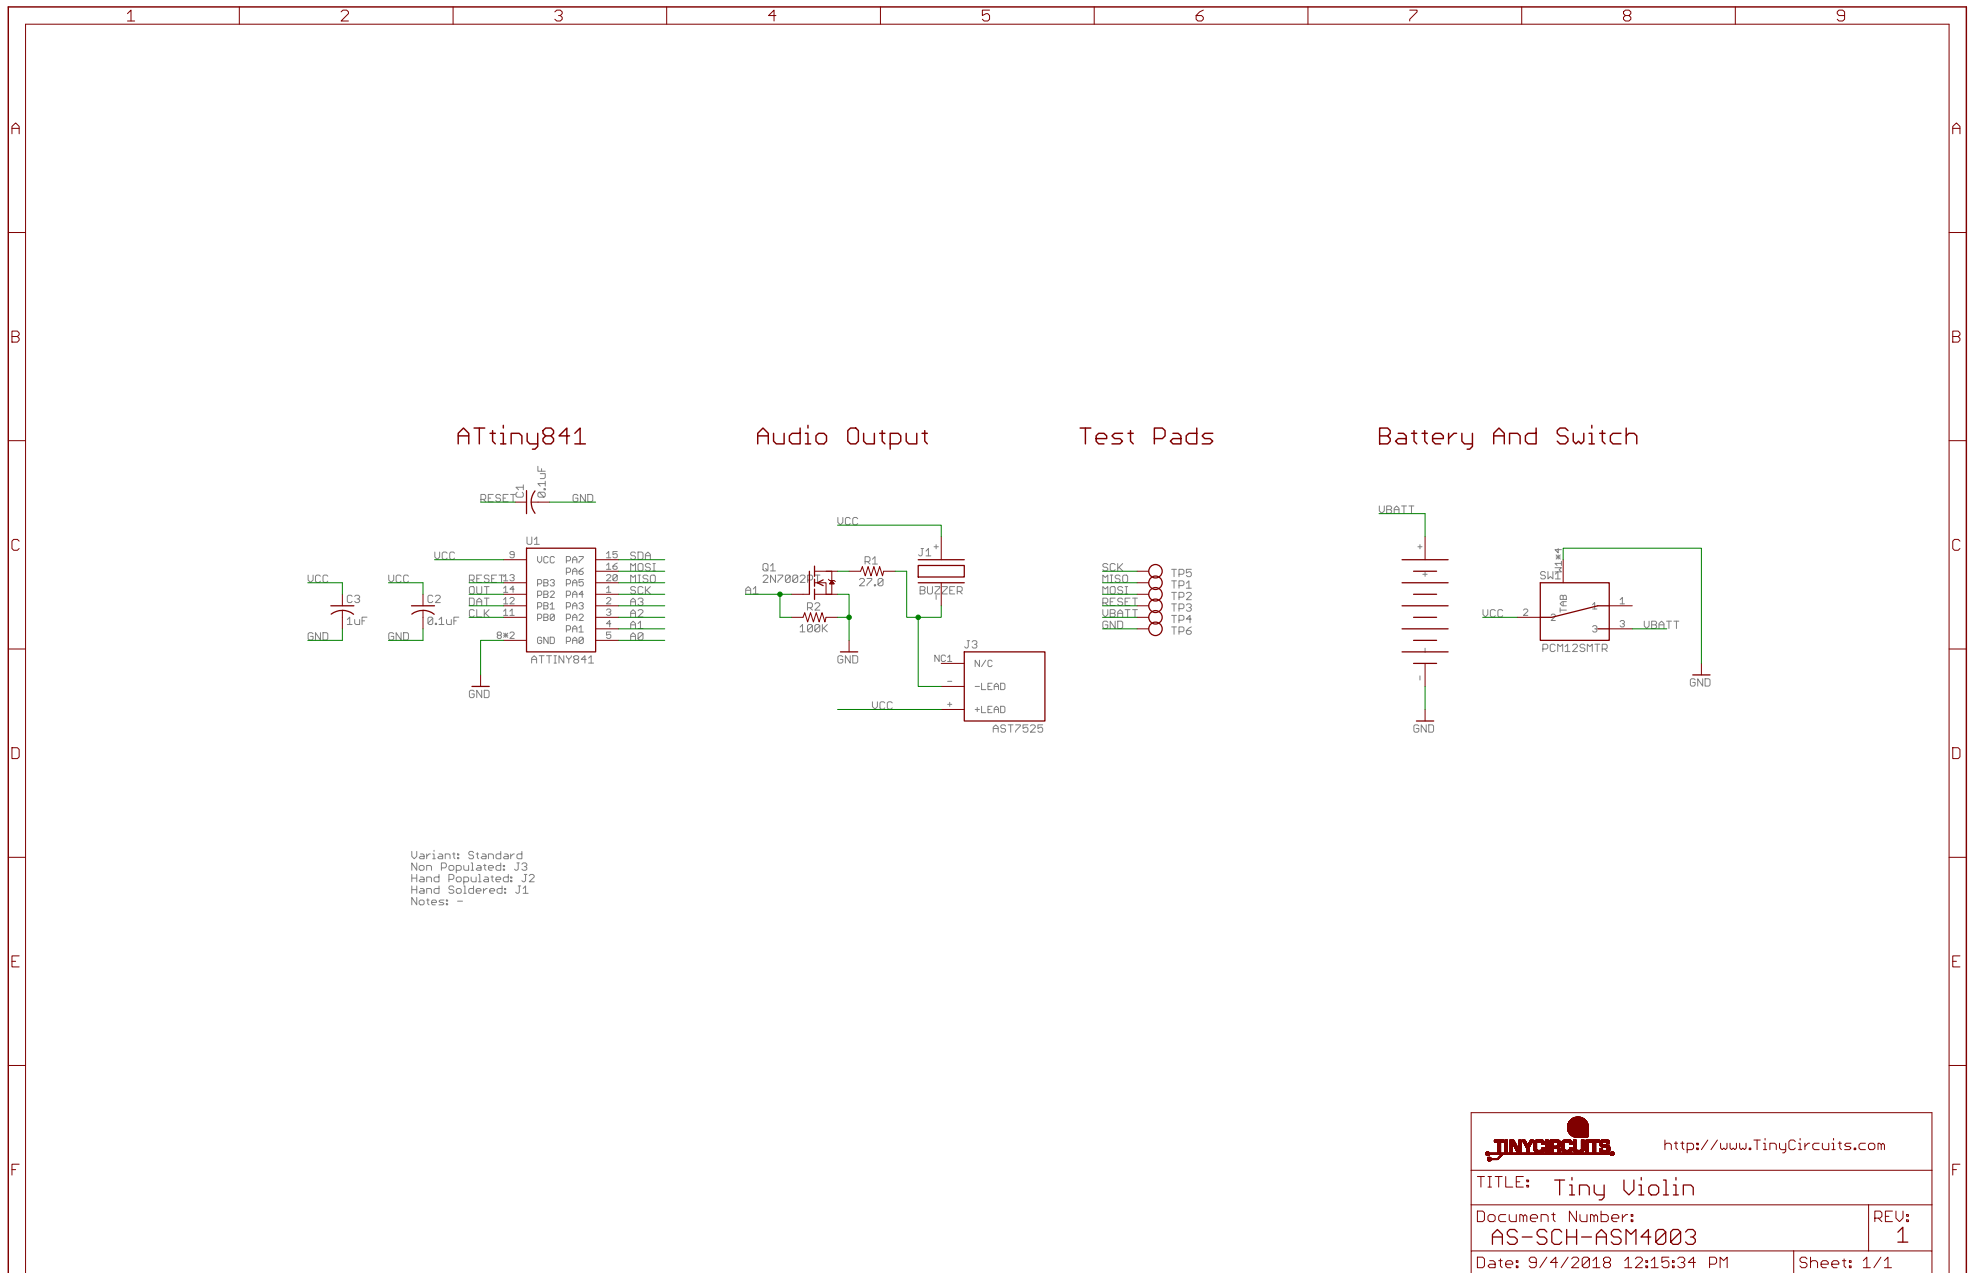 1 2 3 4 5 6 7 8 9
A A
B B
C C
D D
E E
F F
ATtiny841
RESET C1 0.1uF GND
U1
VCC 9 VCC PA7 15 SDA
PA6 16 MOSI
RESET 13 PB3 PA5 20 MISO
OUT 14 PB2 PA4 1 SCK
DAT 12 PB1 PA3 2 A3
CLK 11 PB0 PA2 3 A2
PA1 4 A1
8*2 GND PA0 5 A0
ATTINY841
GND
VCC
C3
1uF
GND
VCC
C2
0.1uF
GND
Audio Output
VCC
J1 +
-
BUZZER
Q1
2N7002PT
R1
27.0
A1
R2
100K
GND
J3
NC1 N/C
- -LEAD
VCC + +LEAD
AST7525
Test Pads
SCK TP5
MISO TP1
MOSI TP2
RESET TP3
VBATT TP4
GND TP6
Battery And Switch
VBATT
+
+
-
-
GND
SW1
TAB
VCC 2 2
1 1
3 3 VBATT
PCM12SMTR
GND
Variant: Standard
Non Populated: J3
Hand Populated: J2
Hand Soldered: J1
Notes: -
TINYCIRCUITS
http://www.TinyCircuits.com
TITLE: Tiny Violin
Document Number:
AS-SCH-ASM4003
REV:
1
Date: 9/4/2018 12:15:34 PM
Sheet: 1/1